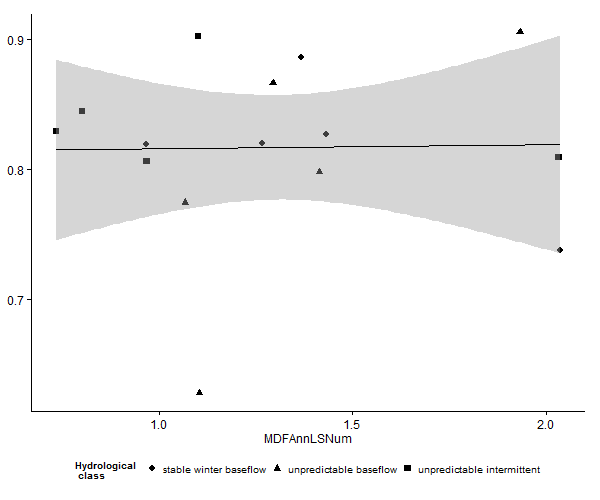 0.9
0.8
0.7
1.0 1.5 2.0
MDFAnnLSNum
Hydrological
class
stable winter baseflow unpredictable baseflow unpredictable intermittent